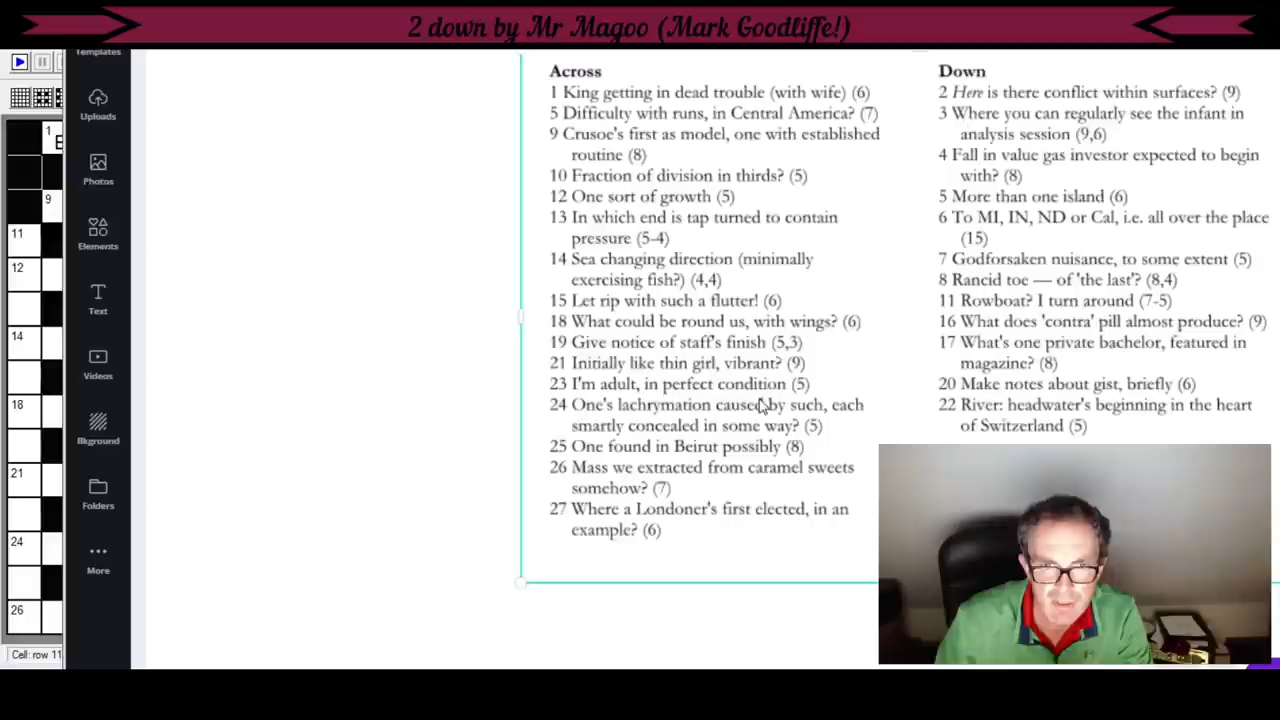 2 down by Mr Magoo (Mark Goodliffe!)
Templates
Uploads
Photos
Elements
Text
Videos
Bkground
Folders
More
1
E
9
11
12
14
18
21
24
26
Cell: row 11
Across
1 King getting in dead trouble (with wife) (6)
5 Difficulty with runs, in Central America? (7)
9 Crusoe's first as model, one with established
routine (8)
10 Fraction of division in thirds? (5)
12 One sort of growth (5)
13 In which end is tap turned to contain
pressure (5-4)
14 Sea changing direction (minimally
exercising fish?) (4,4)
15 Let rip with such a flutter! (6)
18 What could be round us, with wings? (6)
19 Give notice of staff's finish (5,3)
21 Initially like thin girl, vibrant? (9)
23 I'm adult, in perfect condition (5)
24 One's lachrymation caused by such, each
smartly concealed in some way? (5)
25 One found in Beirut possibly (8)
26 Mass we extracted from caramel sweets
somehow? (7)
27 Where a Londoner's first elected, in an
example? (6)
Down
2 Here is there conflict within surfaces? (9)
3 Where you can regularly see the infant in
analysis session (9,6)
4 Fall in value gas investor expected to begin
with? (8)
5 More than one island (6)
6 To MI, IN, ND or Cal, i.e. all over the place
(15)
7 Godforsaken nuisance, to some extent (5)
8 Rancid toe — of 'the last'? (8,4)
11 Rowboat? I turn around (7-5)
16 What does 'contra' pill almost produce? (9)
17 What's one private bachelor, featured in
magazine? (8)
20 Make notes about gist, briefly (6)
22 River: headwater's beginning in the heart
of Switzerland (5)